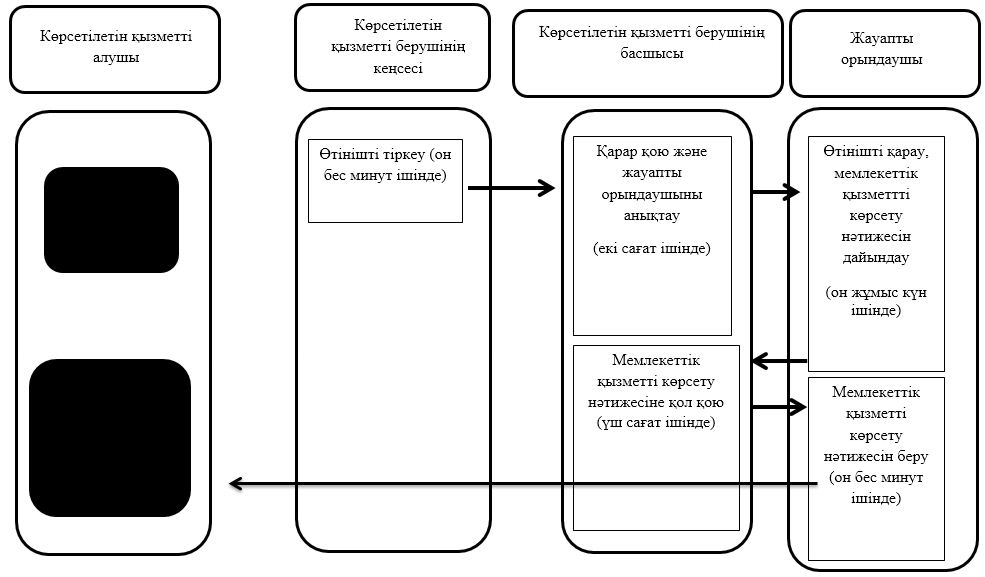 Көрсетілетін қызметті
алушы
Көрсетілетін
қызметті берушінің
кеңсесі
Көрсетілетін қызметті берушінің
басшысы
Жауапты
орындаушы
Өтінішті тіркеу (он
бес минут ішінде)
Қарар қою және
жауапты
орындаушыны
анықтау
(екі сағат ішінде)
Өтінішті қарау,
мемлекеттік
қызметтті
көрсету
нәтижесін
дайындау
(он жұмыс күн
ішінде)
Мемлекеттік
қызметті көрсету
нәтижесіне қол қою
(үш сағат ішінде)
Мемлекеттік
қызметті
көрсету
нәтижесін беру
(он бес минут
ішінде)